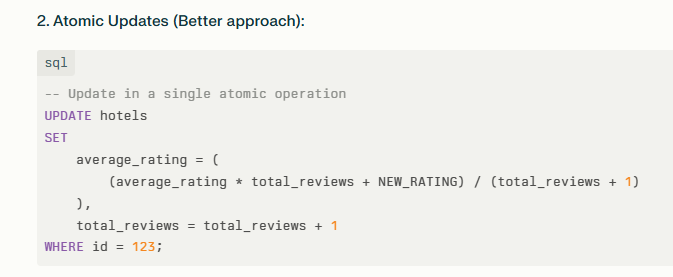 2. Atomic Updates (Better approach):
sql
-- Update in a single atomic operation
UPDATE hotels
SET
    average_rating = (
        (average_rating * total_reviews + NEW_RATING) / (total_reviews + 1)
    ),
    total_reviews = total_reviews + 1
WHERE id = 123;